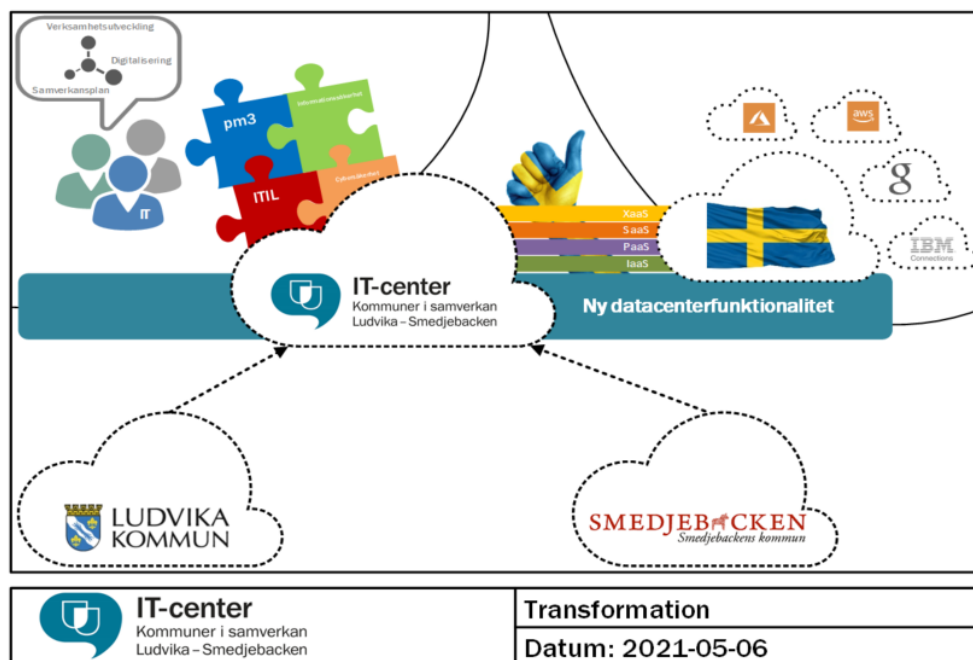 Verksamhetsutveckling
Digitalisering
Samverkansplan
IT
pm3
Informationssäkerhet
ITIL
Cybersäkerhet
aws
g
IBM
Connections
XaaS
SaaS
PaaS
IaaS
IT-center
Kommuner i samverkan
Ludvika – Smedjebacken
Ny datacenterfunktionalitet
LUDVIKA
KOMMUN
SMEDJEBACKEN
Smedjebackens kommun
IT-center
Kommuner i samverkan
Ludvika – Smedjebacken
Transformation
Datum: 2021-05-06